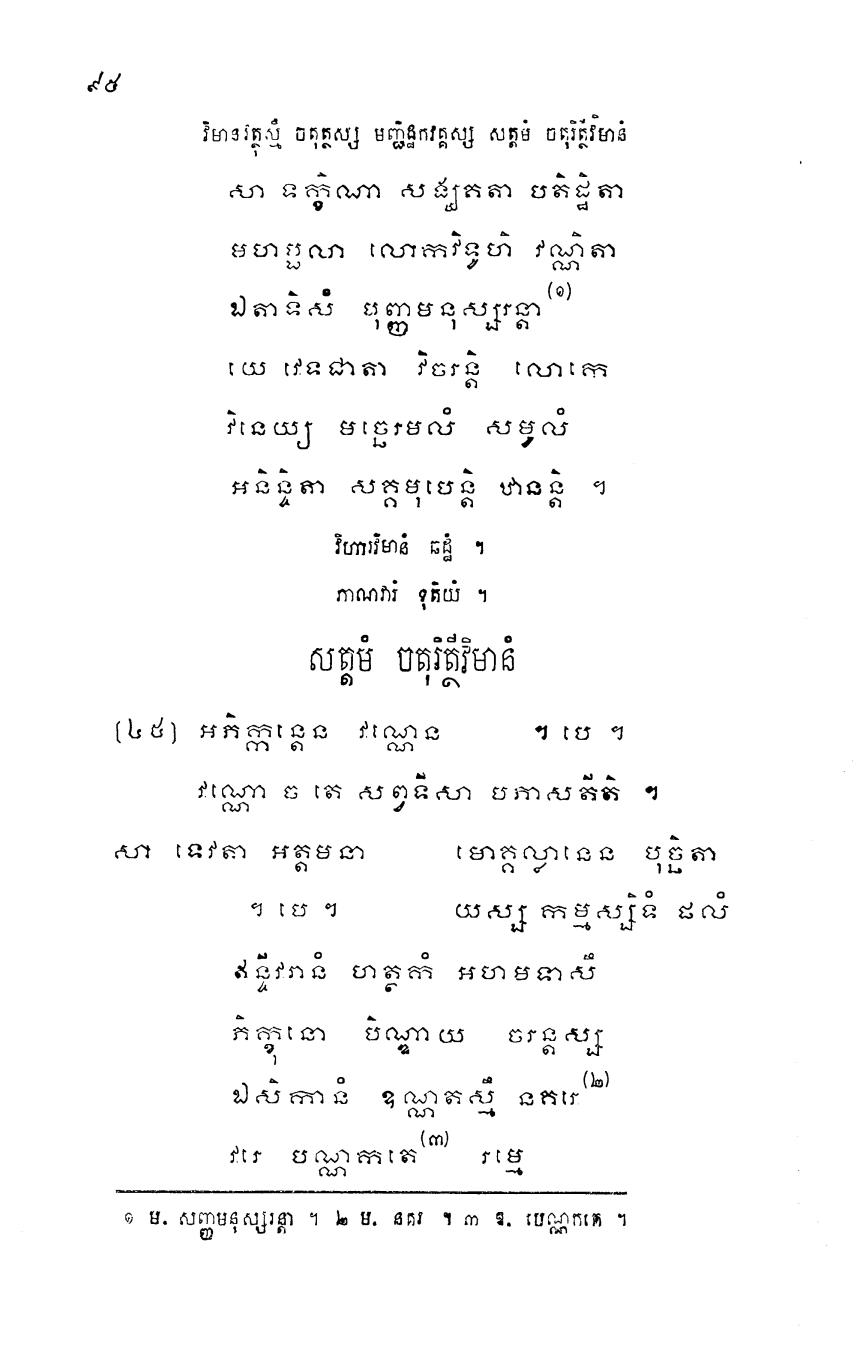 ៩៥
វិមានវត្ថុស្មឹ ចតុត្ថស្ស មញ្ជិដ្ឋកវគ្គស្ស សត្តមំ ចតុរិត្ថីវិមានំ
សា ទក្ខិណា សង្ឃគតា បតិដ្ឋិតា
មហប្ផលា លោកវិទូហិ វណ្ណិតា
ឯតាទិសំ បុញ្ញមនុស្សរន្តា (១)
យេ វេទជាតា វិចរន្តិ លោកេ
វិនេយ្យ មច្ឆេរមលំ សមូលំ
អនិន្ទិតា សគ្គមុបេន្តិ ឋានន្តិ ។
វិហារវិមានំ ឆដ្ឋំ ។
ភាណវារំ ទុតិយំ ។
សត្តមំ ចតុរិត្ថីវិមានំ
[៤៥] អភិក្កន្តេន វណ្ណេន ។ បេ ។
វណ្ណោ ច តេ សព្វទិសា បភាសតីតិ ។
សា ទេវតា អត្តមនា មោគ្គល្លានេន បុច្ឆិតា
។ បេ ។ យស្ស កម្មស្សិទំ ផលំ
ឥន្ទីវរានំ ហត្ថកំ អហមទាសឹ
ភិក្ខុនោ បិណ្ឌាយ ចរន្តស្ស
ឯសិកានំ ឧណ្ណតស្មឹ នគរេ (២)
វរេ បណ្ណកតេ (៣) រម្មេ
១ ម. សញ្ញមនុស្សរន្តា ។ ២ ម. នគរ ។ ៣ ឱ. បេណ្ណកតេ ។